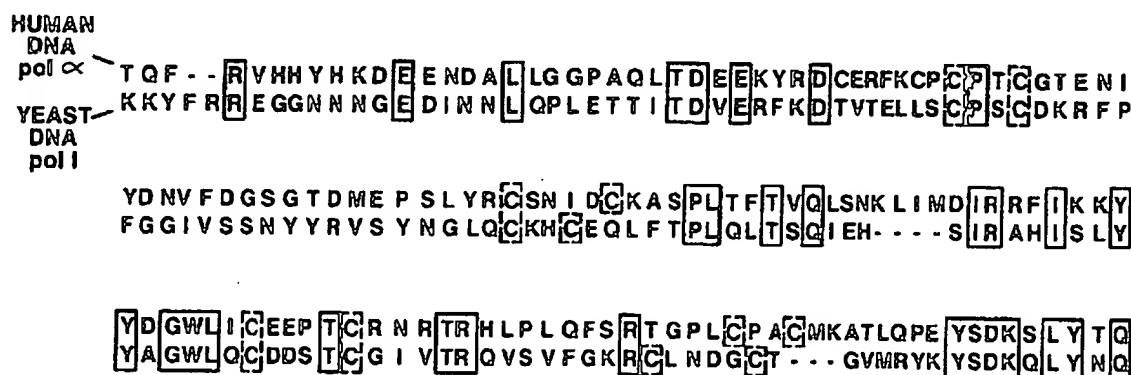 HUMAN
DNA
pol ∝
TQF--RVHHYHKDEENDALLGGPAQLTDEEKYRDCERFKCPCPTCGTENI
YEAST
DNA
pol I
KKYFRREGGNNNGEDINNLQPLETTITDVERFKDTVTELLSCPSCDKRFP
YDNVFDGSGTDMEPSLYRCSNIDCKASPLTFTVQLSNKLIMDIRRFIKKY
FGGIVSSNYYRVSYNGLQCKHCEQLFTPLQLTSQIEH----SIRAHISLY
YDGWLICEEPTCRNRTRHLPLQFSRTGPLCPACMKATLQPEYSDKSLYTQ
YAGWLQCDDSTCGIVTRQVSVFGKRCLNDGCT---GVMRYKYSDKQLYNQ